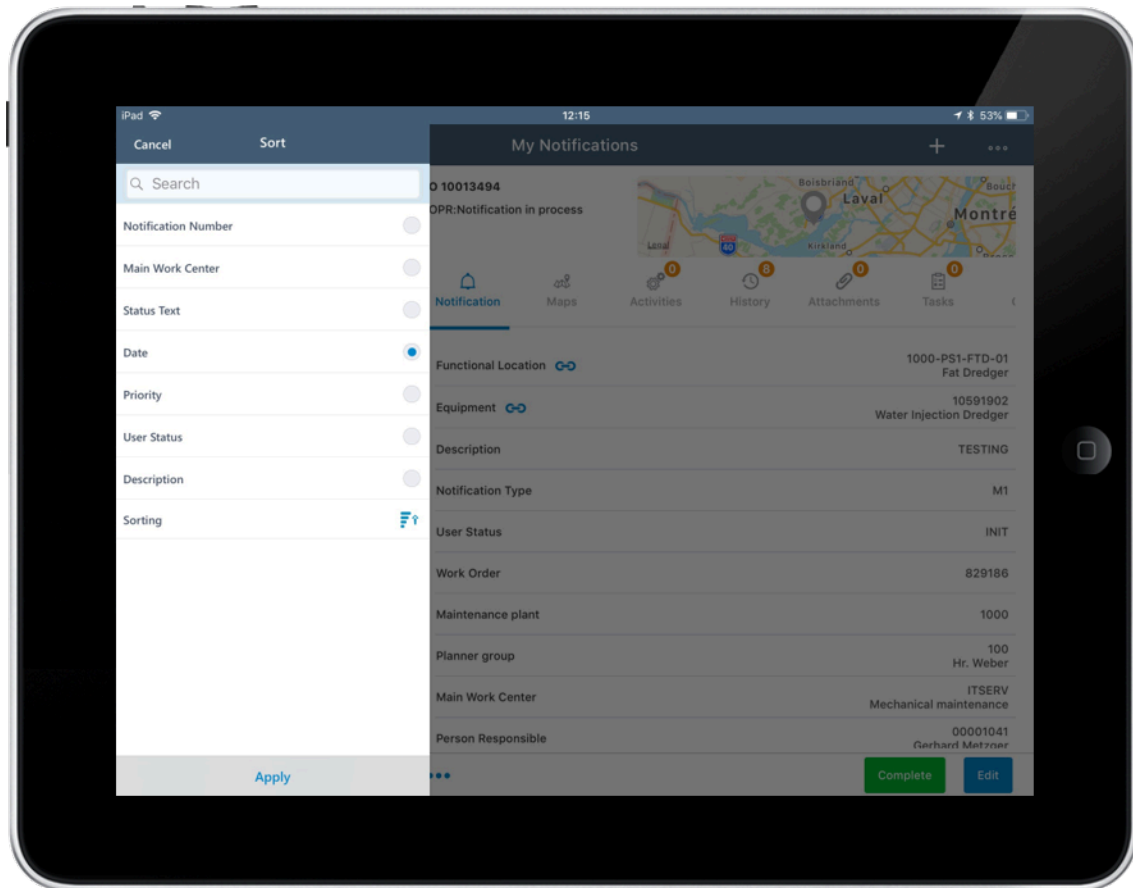 iPad
12:15
53%
Cancel
Sort
My Notifications
Search
Notification Number
Main Work Center
Status Text
Date
Priority
User Status
Description
Sorting
Apply
O 10013494
OPR:Notification in process
Boisbriand
Laval
Montré
Kirkland
40
Notification
Maps
0
Activities
8
History
0
Attachments
0
Tasks
Functional Location
1000-PS1-FTD-01
Fat Dredger
Equipment
10591902
Water Injection Dredger
Description
TESTING
Notification Type
M1
User Status
INIT
Work Order
829186
Maintenance plant
1000
Planner group
100
Hr. Weber
Main Work Center
ITSERV
Mechanical maintenance
Person Responsible
00001041
Gerhard Metzger
Complete
Edit